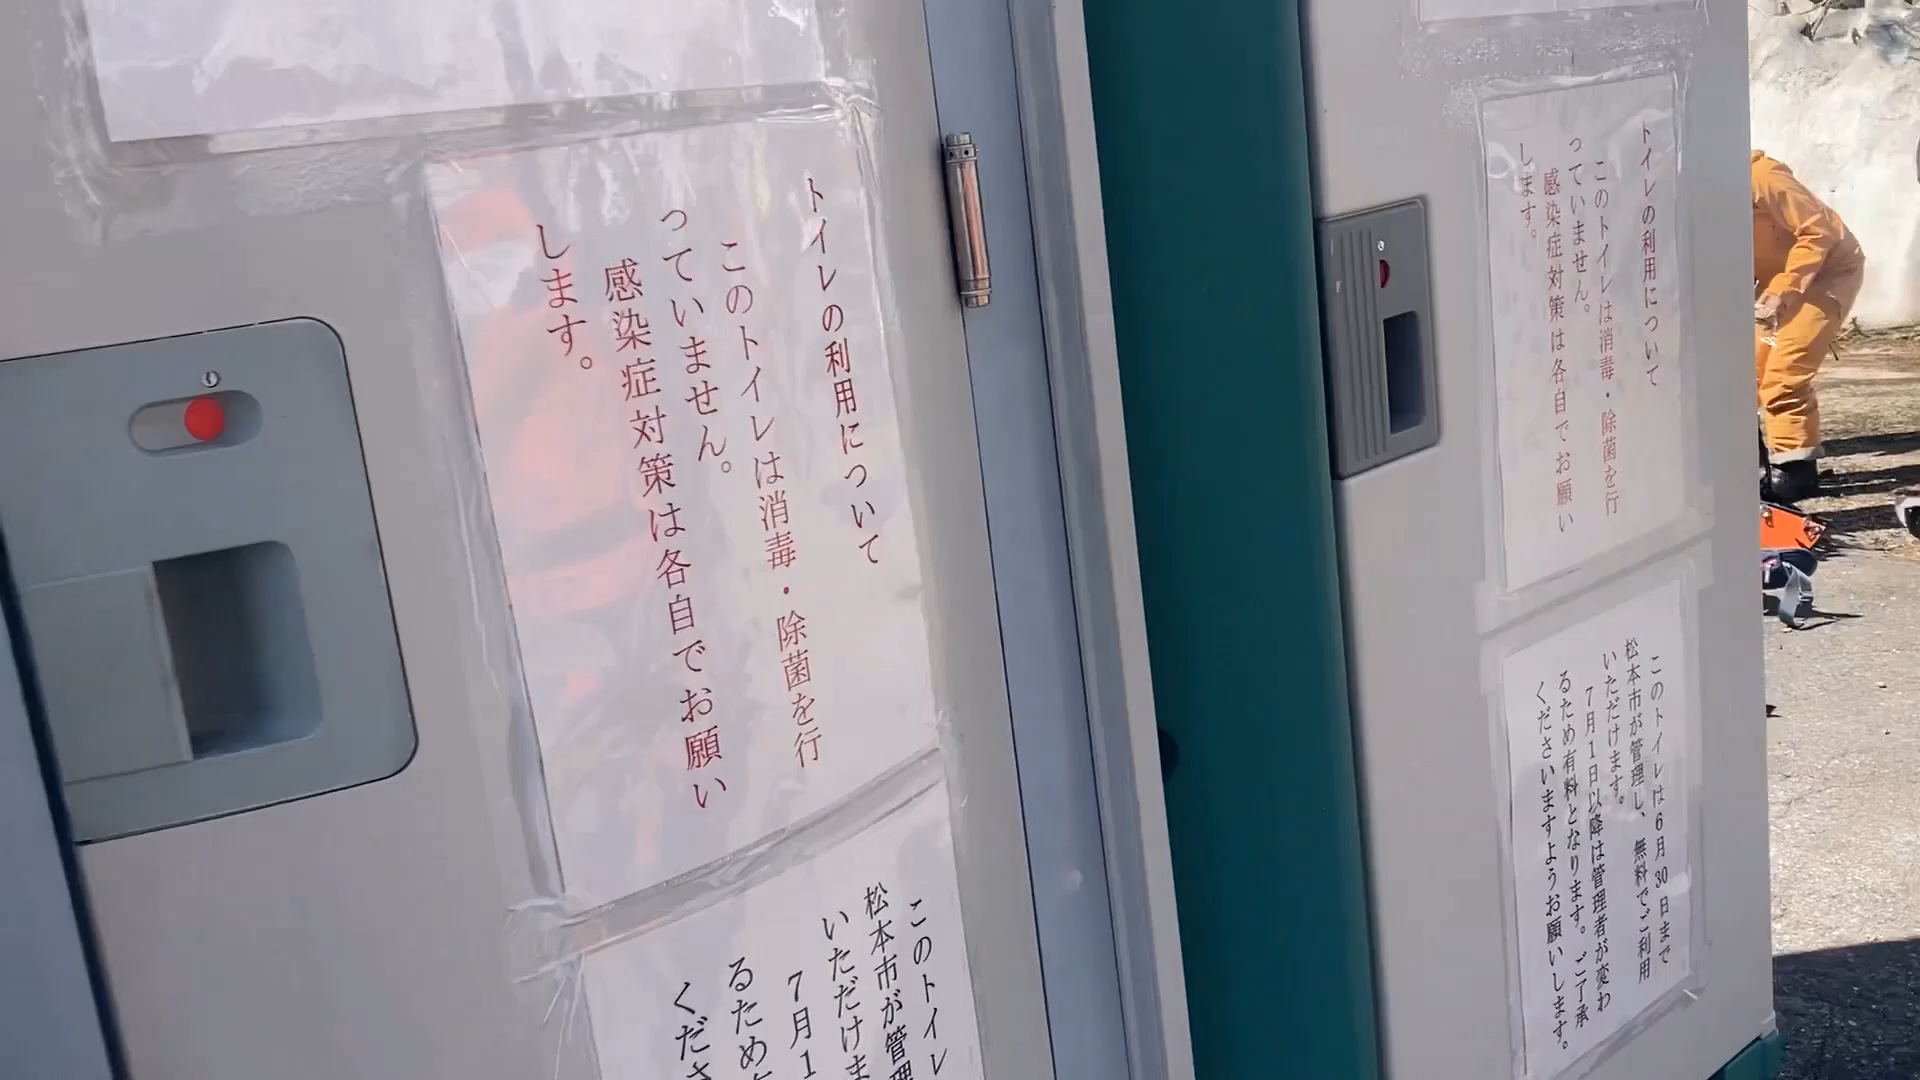 トイレの利用について
このトイレは消毒・除菌を行
っていません。
感染症対策は各自でお願い
します。
このトイレ
松本市が管理
いただけま
７月１
るため
くださ
トイレの利用について
このトイレは消毒・除菌を行
っていません。
感染症対策は各自でお願い
します。
このトイレは６月30日まで
松本市が管理し、無料でご利用
いただけます。
７月１日以降は管理者が変わ
るため有料となります。ご了承
くださいますようお願いします。